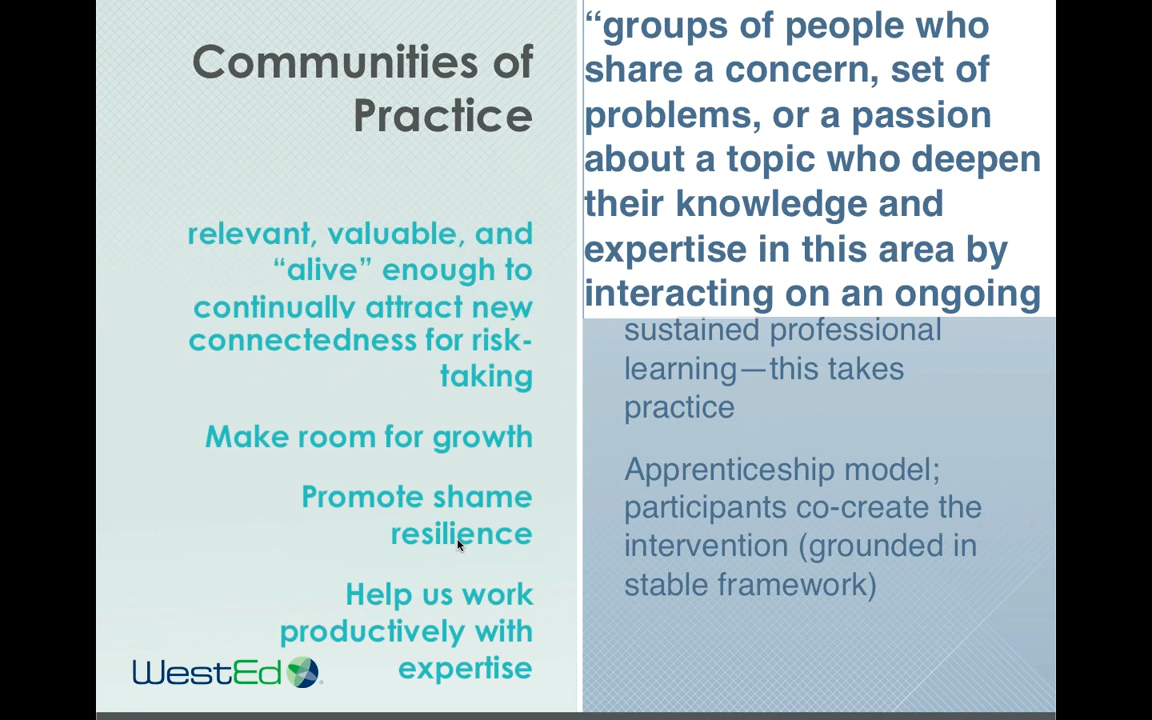 Communities of
Practice
relevant, valuable, and
“alive” enough to
continually attract new
connectedness for risk-
taking
Make room for growth
Promote shame
resilience
Help us work
productively with
expertise
WestEd
“groups of people who
share a concern, set of
problems, or a passion
about a topic who deepen
their knowledge and
expertise in this area by
interacting on an ongoing
sustained professional
learning—this takes
practice
Apprenticeship model;
participants co-create the
intervention (grounded in
stable framework)